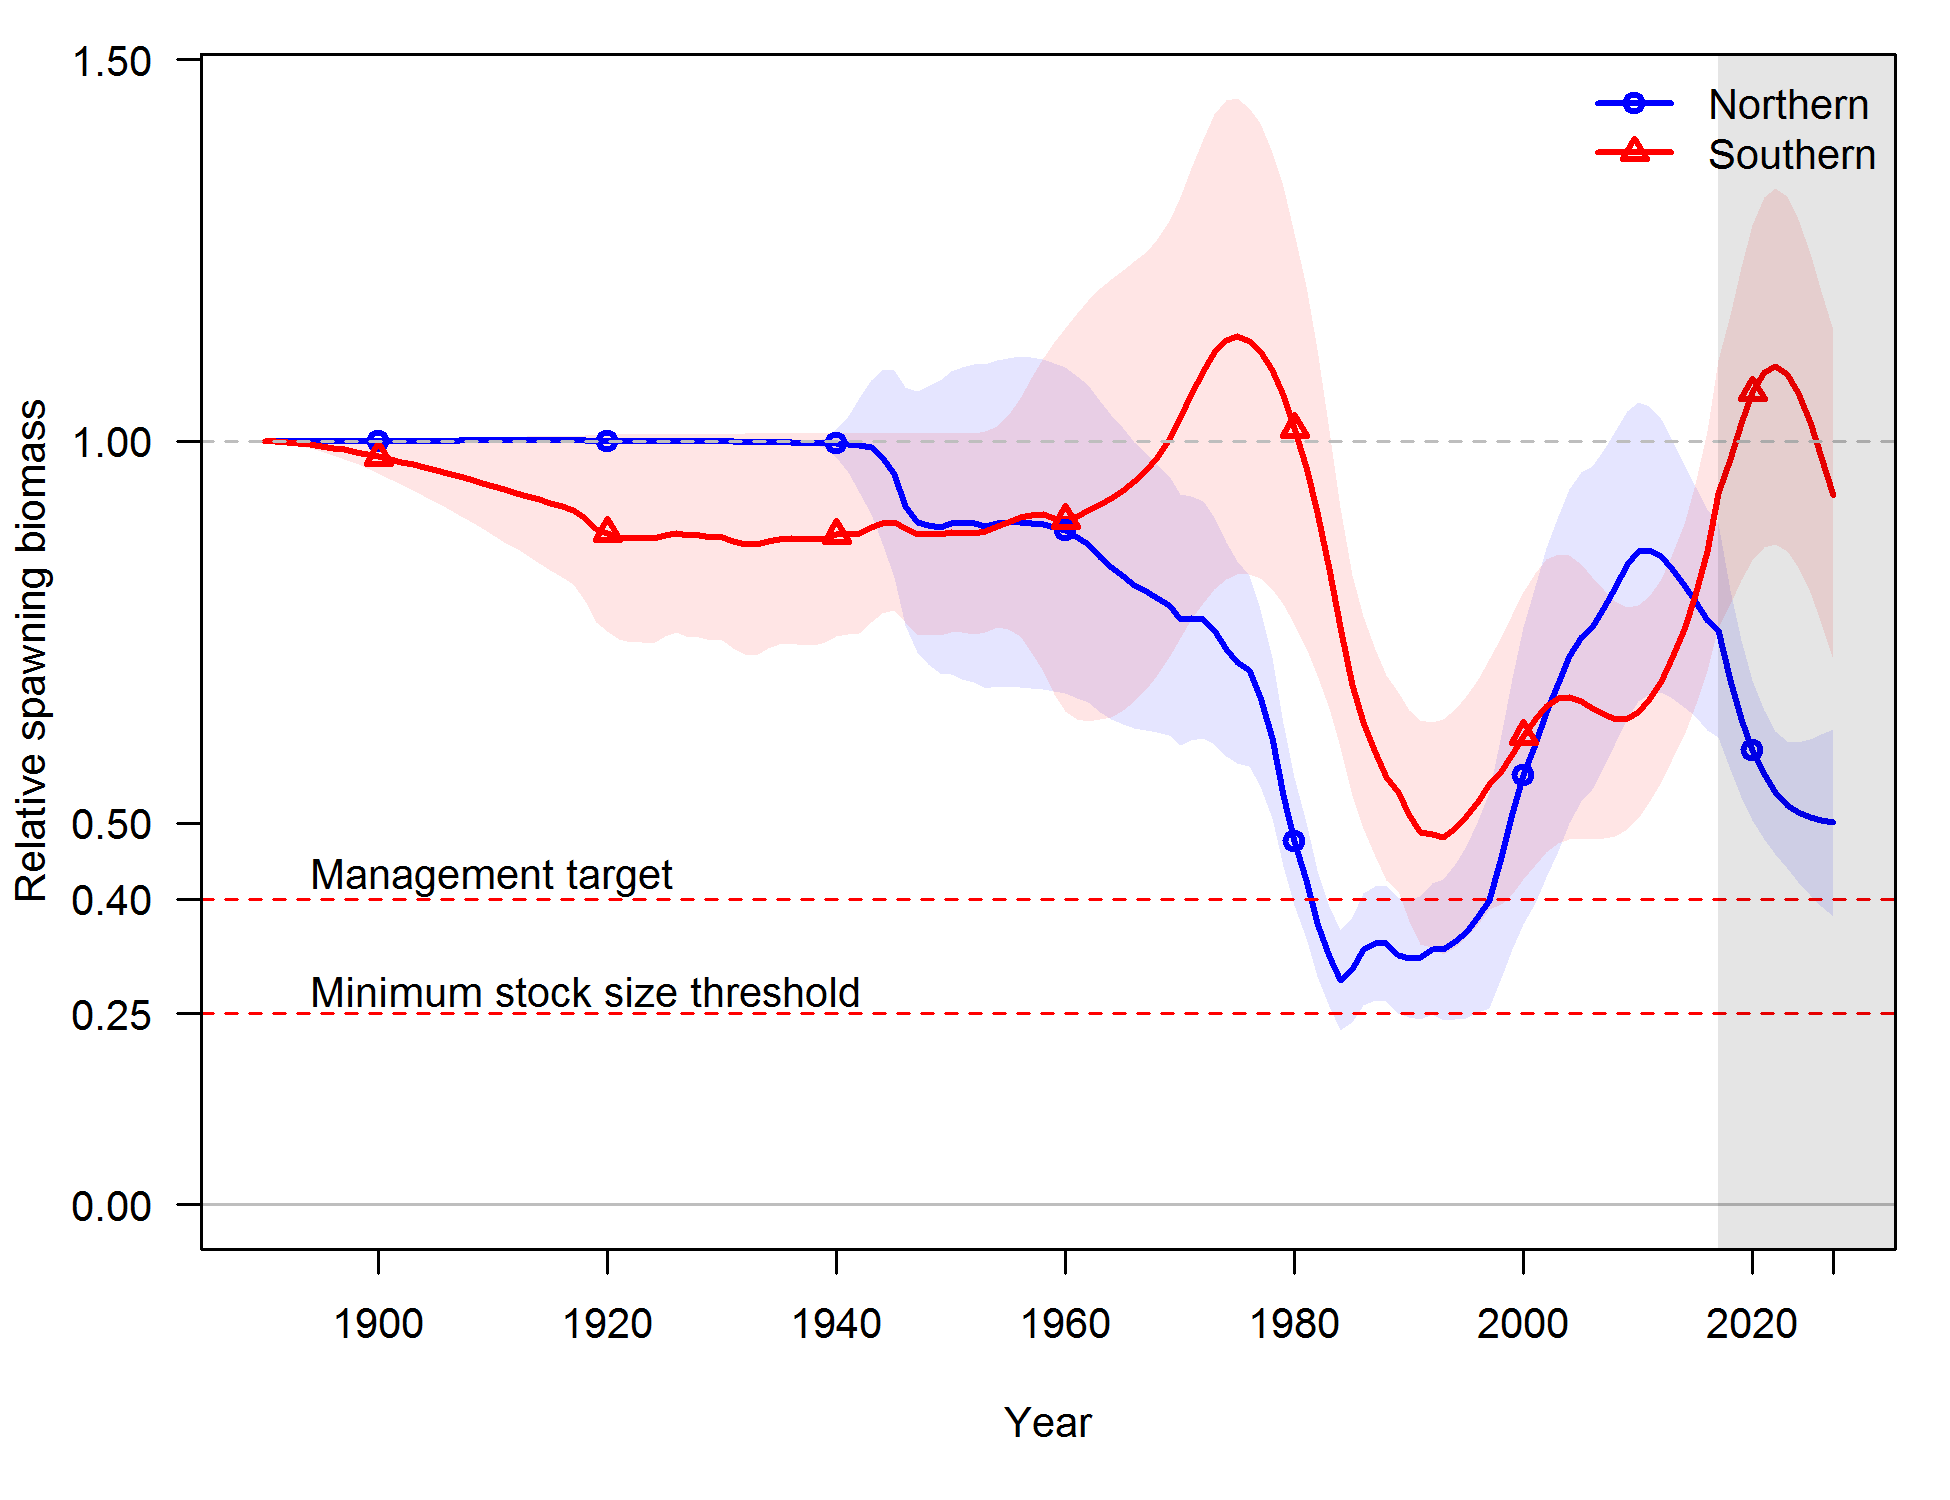 1.50
Northern
Southern
1.00
Relative spawning biomass
0.50
Management target
0.40
Minimum stock size threshold
0.25
0.00
1900 1920 1940 1960 1980 2000 2020
Year